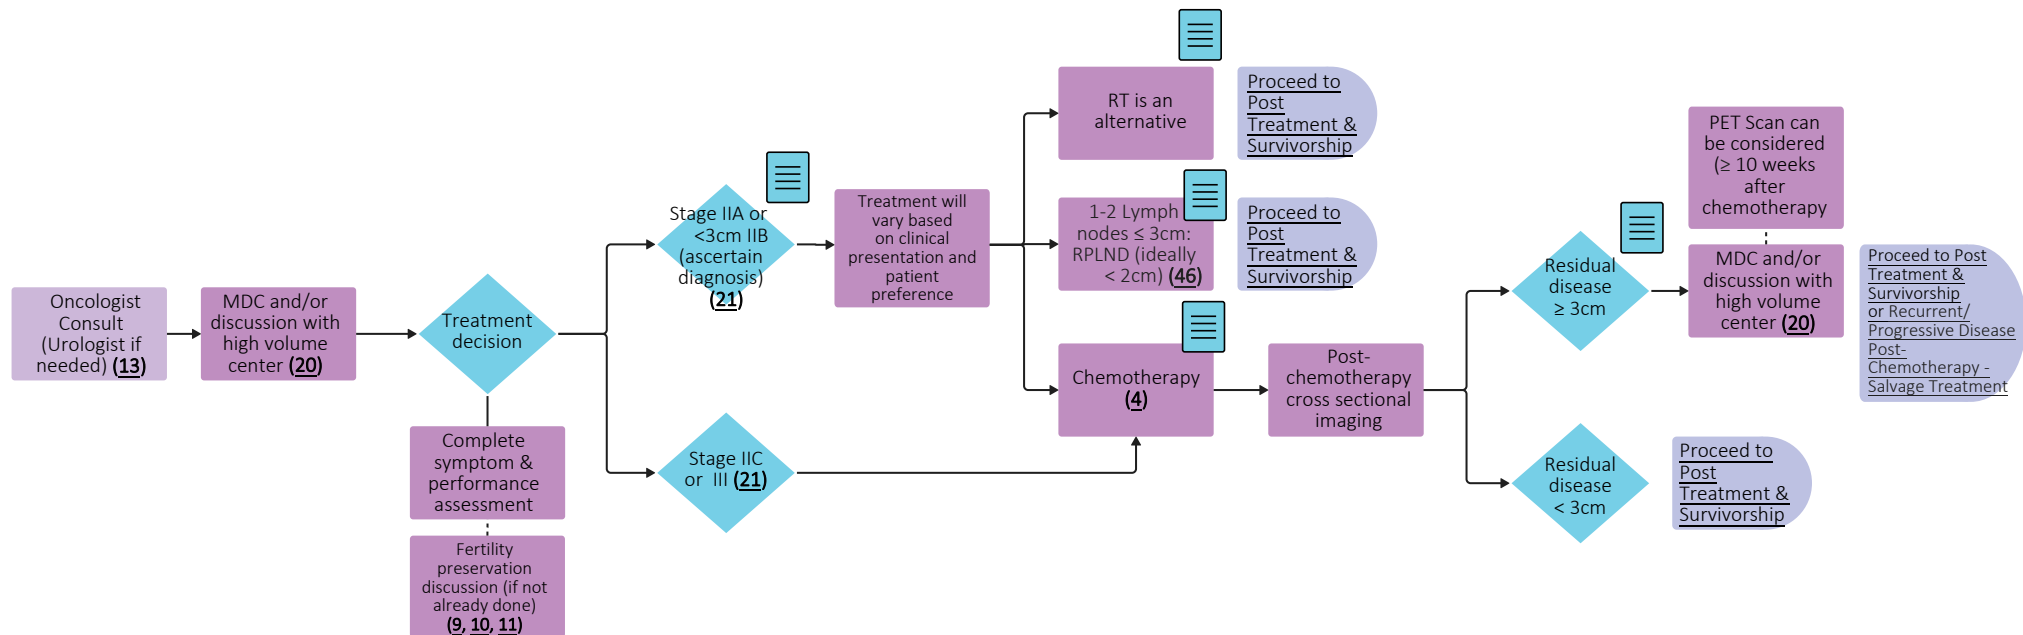 Oncologist
Consult
(Urologist if
needed) (13)
MDC and/or
discussion with
high volume
center (20)
Treatment
decision
Complete
symptom &
performance
assessment
Fertility
preservation
discussion (if not
already done)
(9, 10, 11)
Stage IIA or
<3cm IIB
(ascertain
diagnosis)
(21)
Stage IIC
or III (21)
Treatment will
vary based
on clinical
presentation and
patient
preference
RT is an
alternative
Proceed to
Post
Treatment &
Survivorship
1-2 Lymph
nodes ≤ 3cm:
RPLND (ideally
< 2cm) (46)
Proceed to
Post
Treatment &
Survivorship
Chemotherapy
(4)
Post-
chemotherapy
cross sectional
imaging
Residual
disease
≥ 3cm
PET Scan can
be considered
(≥ 10 weeks
after
chemotherapy
MDC and/or
discussion with
high volume
center (20)
Proceed to Post
Treatment &
Survivorship
or Recurrent/
Progressive Disease
Post-
Chemotherapy -
Salvage Treatment
Residual
disease
< 3cm
Proceed to
Post
Treatment &
Survivorship